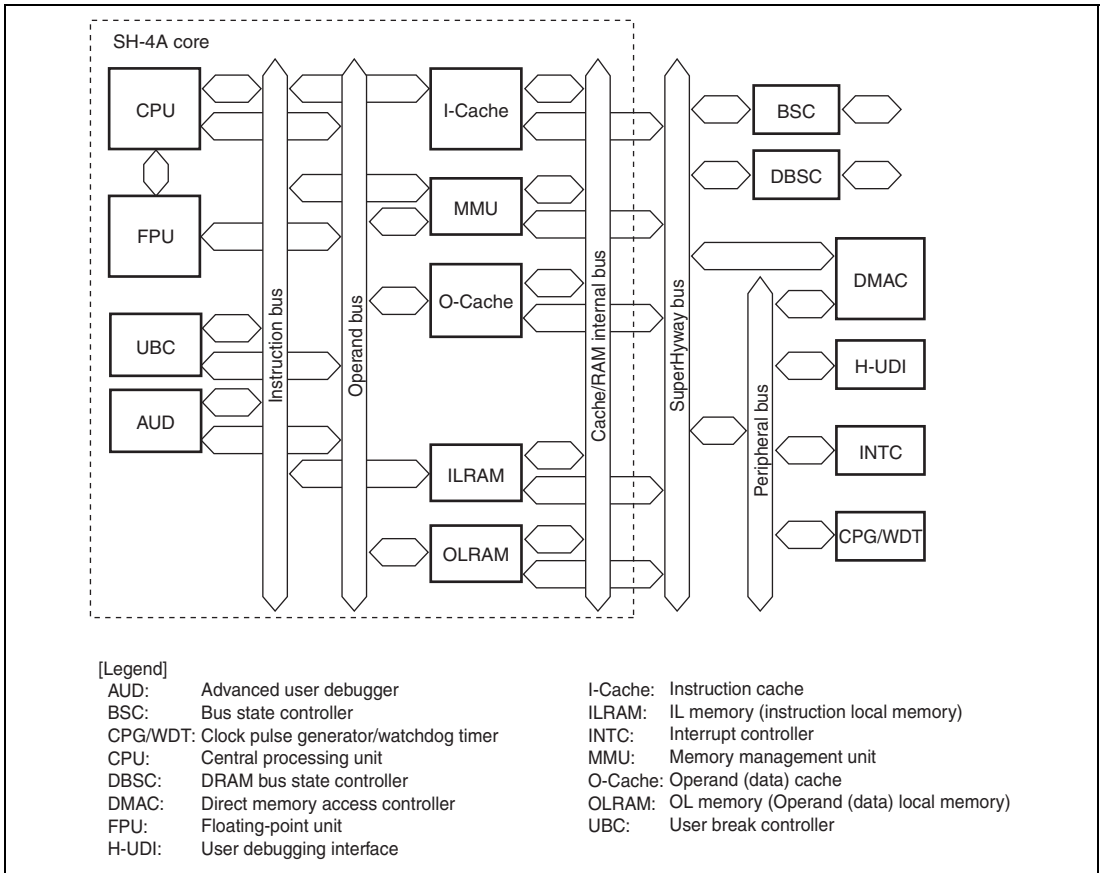 SH-4A core
CPU
I-Cache
BSC
DBSC
FPU
MMU
DMAC
O-Cache
UBC
Instruction bus
Operand bus
Cache/RAM internal bus
SuperHyway bus
H-UDI
AUD
Peripheral bus
INTC
ILRAM
CPG/WDT
OLRAM
[Legend]
AUD: Advanced user debugger
BSC: Bus state controller
CPG/WDT: Clock pulse generator/watchdog timer
CPU: Central processing unit
DBSC: DRAM bus state controller
DMAC: Direct memory access controller
FPU: Floating-point unit
H-UDI: User debugging interface
I-Cache: Instruction cache
ILRAM: IL memory (instruction local memory)
INTC: Interrupt controller
MMU: Memory management unit
O-Cache: Operand (data) cache
OLRAM: OL memory (Operand (data) local memory)
UBC: User break controller